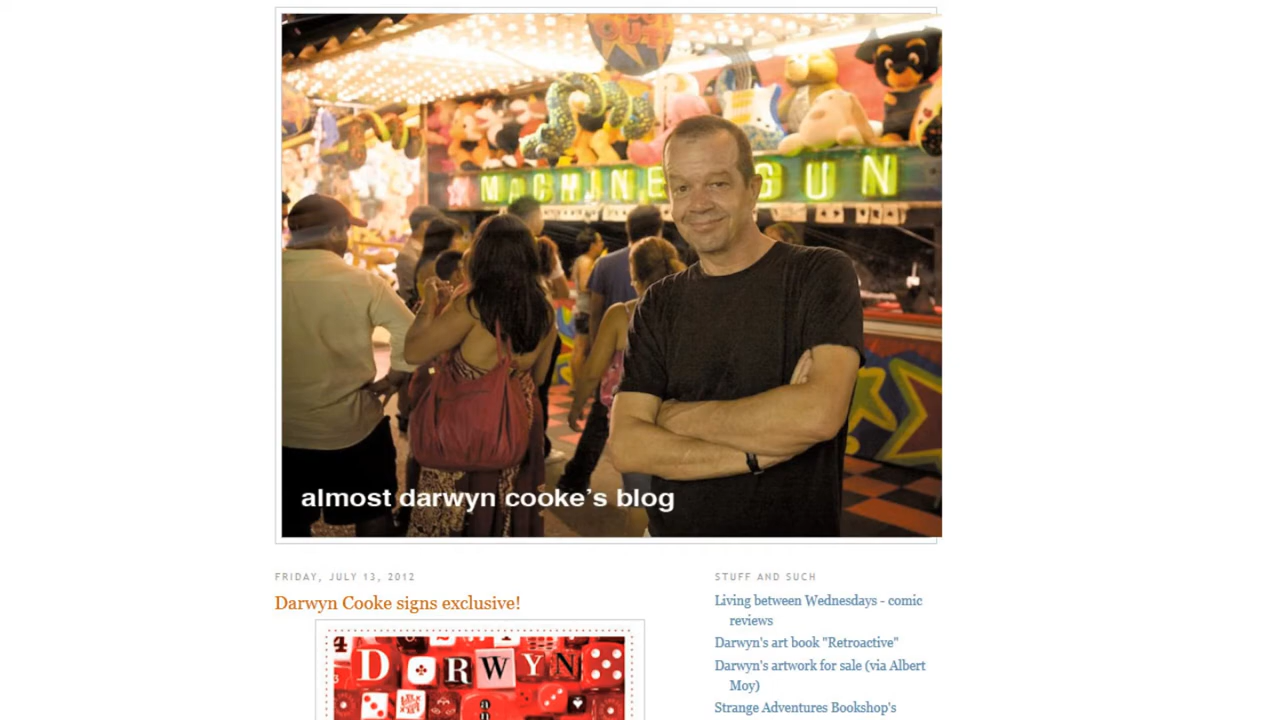 OUT
MACHINE GUN
almost darwyn cooke's blog
FRIDAY, JULY 13, 2012
Darwyn Cooke signs exclusive!
DARWYN
STUFF AND SUCH
Living between Wednesdays - comic
reviews
Darwyn's art book "Retroactive"
Darwyn's artwork for sale (via Albert
Moy)
Strange Adventures Bookshop's